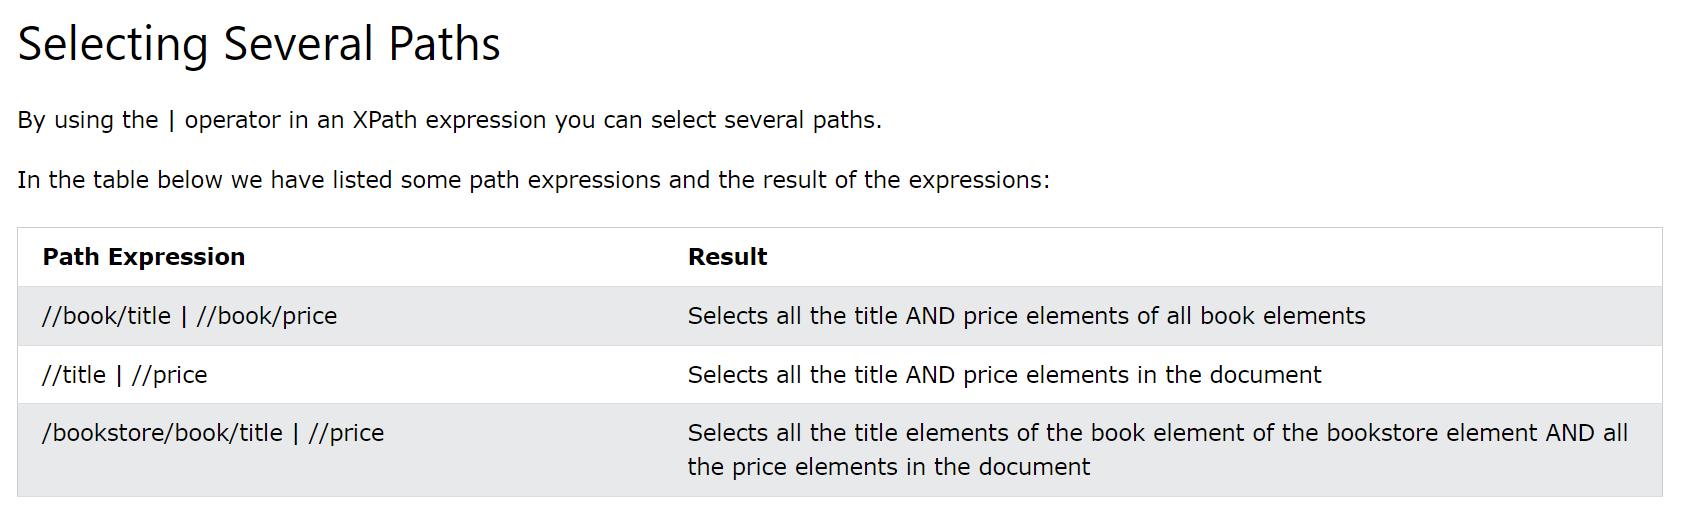 Selecting Several Paths
By using the | operator in an XPath expression you can select several paths.
In the table below we have listed some path expressions and the result of the expressions:
Path Expression Result
//book/title | //book/price Selects all the title AND price elements of all book elements
//title | //price Selects all the title AND price elements in the document
/bookstore/book/title | //price Selects all the title elements of the book element of the bookstore element AND all
the price elements in the document